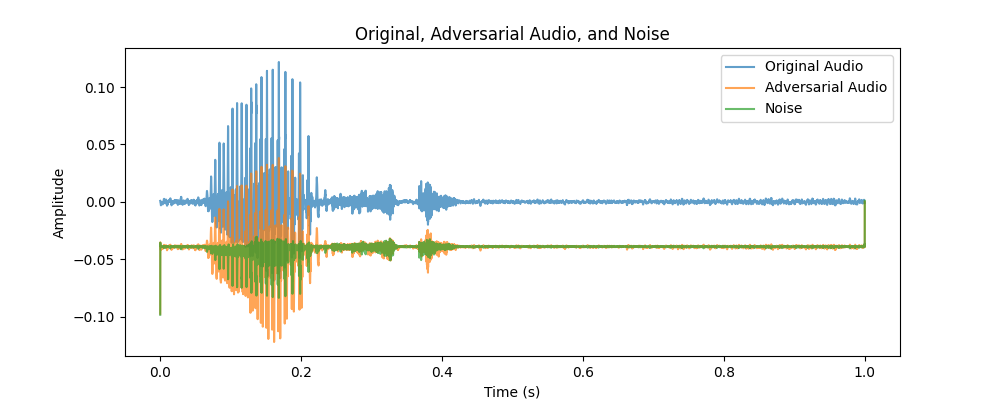 Original, Adversarial Audio, and Noise
Original Audio
Adversarial Audio
Noise
0.10
0.05
0.00
−0.05
−0.10
Amplitude
0.0 0.2 0.4 0.6 0.8 1.0
Time (s)